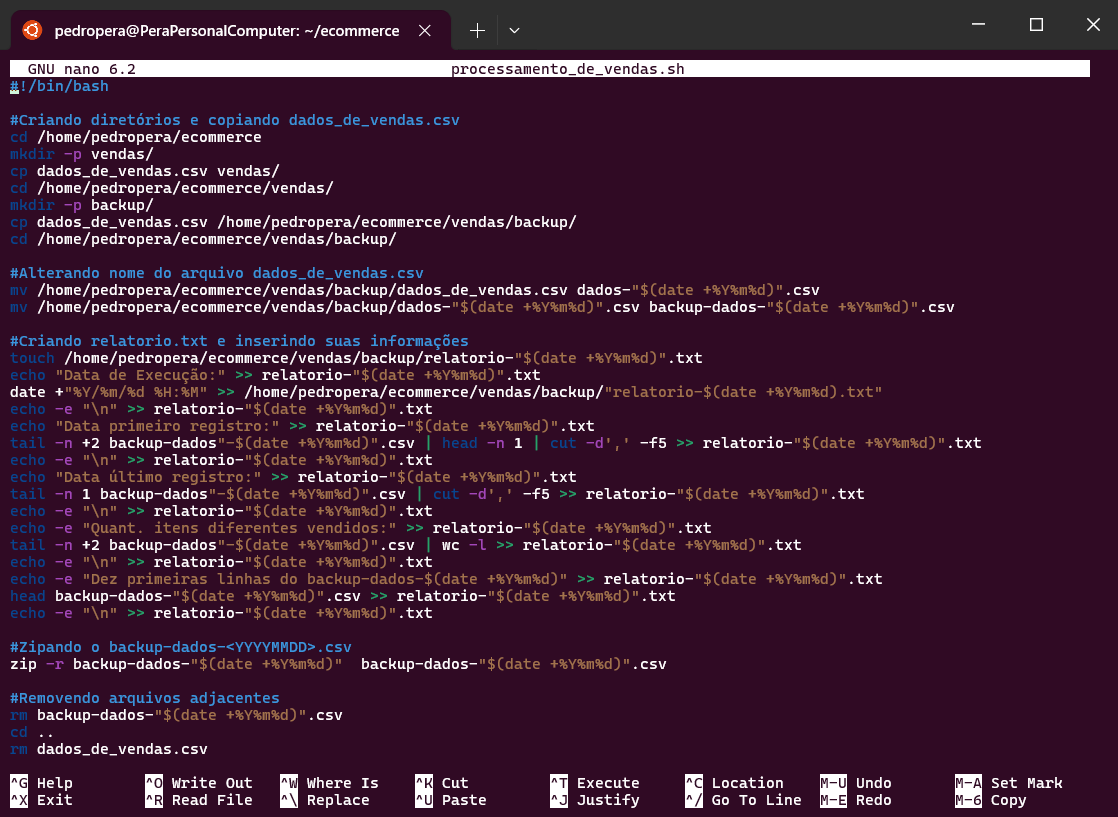 pedropera@PeraPersonalComputer: ~/ecommerce
GNU nano 6.2 processamento_de_vendas.sh
#!/bin/bash
#Criando diretórios e copiando dados_de_vendas.csv
cd /home/pedropera/ecommerce
mkdir -p vendas/
cp dados_de_vendas.csv vendas/
cd /home/pedropera/ecommerce/vendas/
mkdir -p backup/
cp dados_de_vendas.csv /home/pedropera/ecommerce/vendas/backup/
cd /home/pedropera/ecommerce/vendas/backup/
#Alterando nome do arquivo dados_de_vendas.csv
mv /home/pedropera/ecommerce/vendas/backup/dados_de_vendas.csv dados-"$(date +%Y%m%d)".csv
mv /home/pedropera/ecommerce/vendas/backup/dados-"$(date +%Y%m%d)".csv backup-dados-"$(date +%Y%m%d)".csv
#Criando relatorio.txt e inserindo suas informações
touch /home/pedropera/ecommerce/vendas/backup/relatorio-"$(date +%Y%m%d)".txt
echo "Data de Execução:" >> relatorio-"$(date +%Y%m%d)".txt
date +"%Y/%m/%d %H:%M" >> /home/pedropera/ecommerce/vendas/backup/"relatorio-$(date +%Y%m%d).txt"
echo -e "\n" >> relatorio-"$(date +%Y%m%d)".txt
echo "Data primeiro registro:" >> relatorio-"$(date +%Y%m%d)".txt
tail -n +2 backup-dados"-$(date +%Y%m%d)".csv | head -n 1 | cut -d',' -f5 >> relatorio-"$(date +%Y%m%d)".txt
echo -e "\n" >> relatorio-"$(date +%Y%m%d)".txt
echo "Data último registro:" >> relatorio-"$(date +%Y%m%d)".txt
tail -n 1 backup-dados"-$(date +%Y%m%d)".csv | cut -d',' -f5 >> relatorio-"$(date +%Y%m%d)".txt
echo -e "\n" >> relatorio-"$(date +%Y%m%d)".txt
echo -e "Quant. itens diferentes vendidos:" >> relatorio-"$(date +%Y%m%d)".txt
tail -n +2 backup-dados"-$(date +%Y%m%d)".csv | wc -l >> relatorio-"$(date +%Y%m%d)".txt
echo -e "\n" >> relatorio-"$(date +%Y%m%d)".txt
echo -e "Dez primeiras linhas do backup-dados-$(date +%Y%m%d)" >> relatorio-"$(date +%Y%m%d)".txt
head backup-dados-"$(date +%Y%m%d)".csv >> relatorio-"$(date +%Y%m%d)".txt
echo -e "\n" >> relatorio-"$(date +%Y%m%d)".txt
#Zipando o backup-dados-<YYYYMMDD>.csv
zip -r backup-dados-"$(date +%Y%m%d)"  backup-dados-"$(date +%Y%m%d)".csv
#Removendo arquivos adjacentes
rm backup-dados-"$(date +%Y%m%d)".csv
cd ..
rm dados_de_vendas.csv
^G Help ^O Write Out ^W Where Is ^K Cut ^T Execute ^C Location M-U Undo M-A Set Mark
^X Exit ^R Read File ^\ Replace ^U Paste ^J Justify ^/ Go To Line M-E Redo M-6 Copy